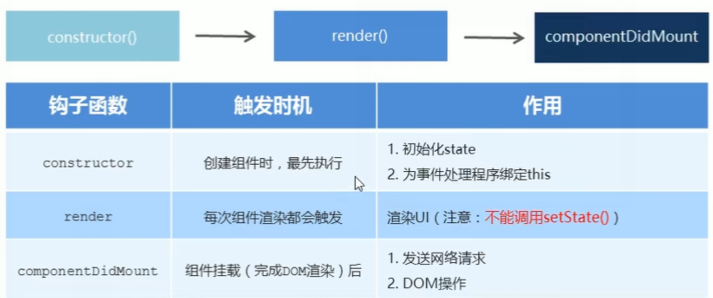 constructor()
render()
componentDidMount
钩子函数
触发时机
作用
constructor
创建组件时，最先执行
1. 初始化state
2. 为事件处理程序绑定this
render
每次组件渲染都会触发
渲染UI（注意：不能调用setState()）
componentDidMount
组件挂载（完成DOM渲染）后
1. 发送网络请求
2. DOM操作